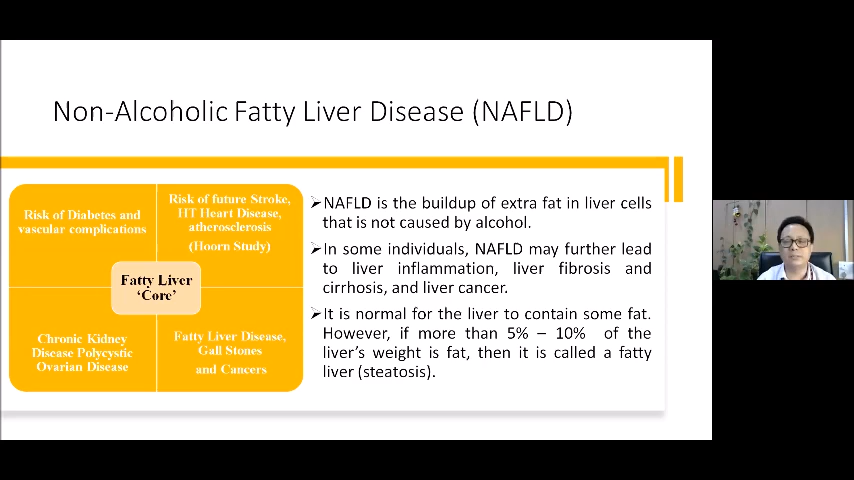 Non-Alcoholic Fatty Liver Disease (NAFLD)
Risk of Diabetes and
vascular complications
Risk of future Stroke,
HT Heart Disease,
atherosclerosis
(Hoorn Study)
Fatty Liver
‘Core’
Chronic Kidney
Disease Polycystic
Ovarian Disease
Fatty Liver Disease,
Gall Stones
and Cancers
➢NAFLD is the buildup of extra fat in liver cells
that is not caused by alcohol.
➢In some individuals, NAFLD may further lead
to liver inflammation, liver fibrosis and
cirrhosis, and liver cancer.
➢It is normal for the liver to contain some fat.
However, if more than 5% – 10% of the
liver’s weight is fat, then it is called a fatty
liver (steatosis).